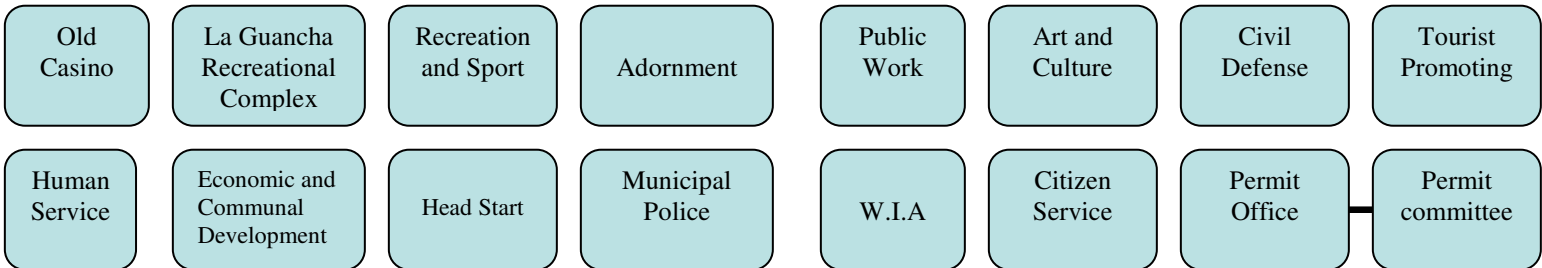 Old
Casino
La Guancha
Recreational
Complex
Recreation
and Sport
Adornment
Public
Work
Art and
Culture
Civil
Defense
Tourist
Promoting
Human
Service
Economic and
Communal
Development
Head Start
Municipal
Police
W.I.A
Citizen
Service
Permit
Office
Permit
committee